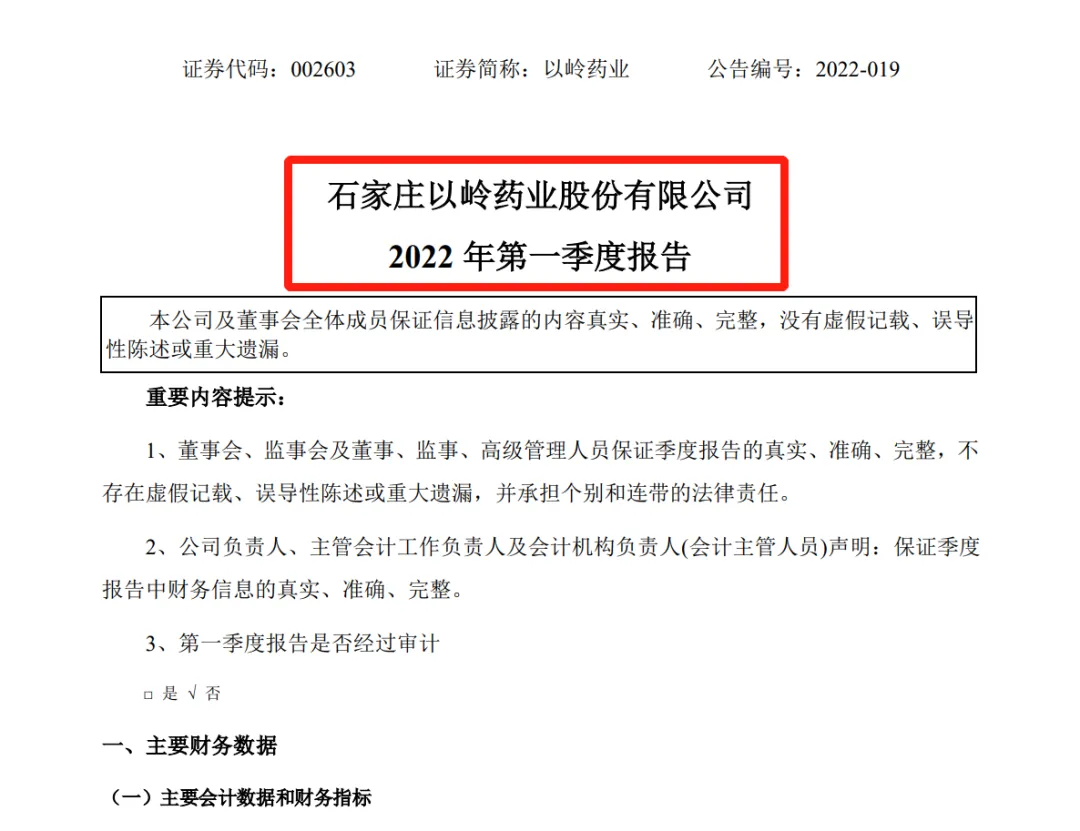 证券代码：002603 证券简称：以岭药业 公告编号：2022-019
石家庄以岭药业股份有限公司
2022 年第一季度报告
本公司及董事会全体成员保证信息披露的内容真实、准确、完整，没有虚假记载、误导
性陈述或重大遗漏。
重要内容提示：
1、董事会、监事会及董事、监事、高级管理人员保证季度报告的真实、准确、完整，不
存在虚假记载、误导性陈述或重大遗漏，并承担个别和连带的法律责任。
2、公司负责人、主管会计工作负责人及会计机构负责人(会计主管人员)声明：保证季度
报告中财务信息的真实、准确、完整。
3、第一季度报告是否经过审计
□ 是 √ 否
一、主要财务数据
（一）主要会计数据和财务指标